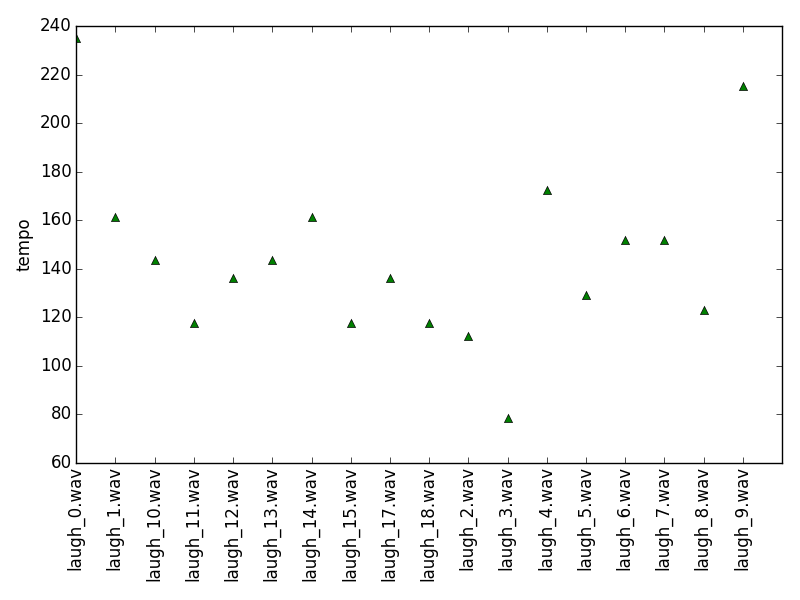 240
220
200
180
160
140
120
100
80
60
tempo
laugh_0.wav
laugh_1.wav
laugh_10.wav
laugh_11.wav
laugh_12.wav
laugh_13.wav
laugh_14.wav
laugh_15.wav
laugh_17.wav
laugh_18.wav
laugh_2.wav
laugh_3.wav
laugh_4.wav
laugh_5.wav
laugh_6.wav
laugh_7.wav
laugh_8.wav
laugh_9.wav